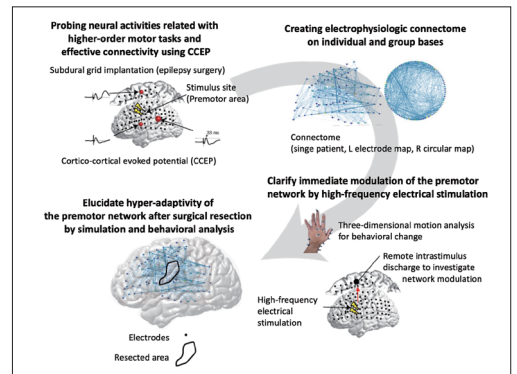 Probing neural activities related with
higher-order motor tasks and
effective connectivity using CCEP
Subdural grid implantation (epilepsy surgery)
Stimulus site
(Premotor area)
Cortico-cortical evoked potential (CCEP)
Creating electrophysiologic connectome
on individual and group bases
Connectome
(singe patient, L electrode map, R circular map)
Clarify immediate modulation of the premotor
network by high-frequency electrical stimulation
Three-dimensional motion analysis
for behavioral change
Remote intrastimulus
discharge to investigate
network modulation
High-frequency
electrical
stimulation
Elucidate hyper-adaptivity of
the premotor network after surgical resection
by simulation and behavioral analysis
Electrodes
Resected area